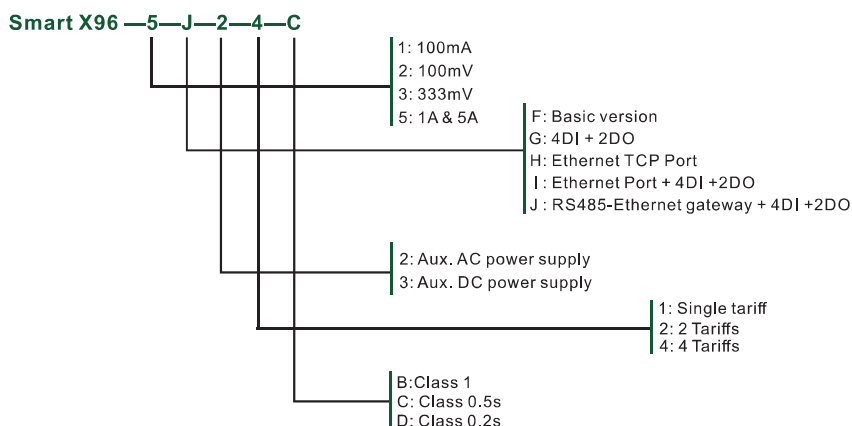 Smart X96 —5—J—2—4—C
1: 100mA
2: 100mV
3: 333mV
5: 1A & 5A
F: Basic version
G: 4DI + 2DO
H: Ethernet TCP Port
I : Ethernet Port + 4DI +2DO
J : RS485-Ethernet gateway + 4DI +2DO
2: Aux. AC power supply
3: Aux. DC power supply
1: Single tariff
2: 2 Tariffs
4: 4 Tariffs
B:Class 1
C: Class 0.5s
D: Class 0.2s